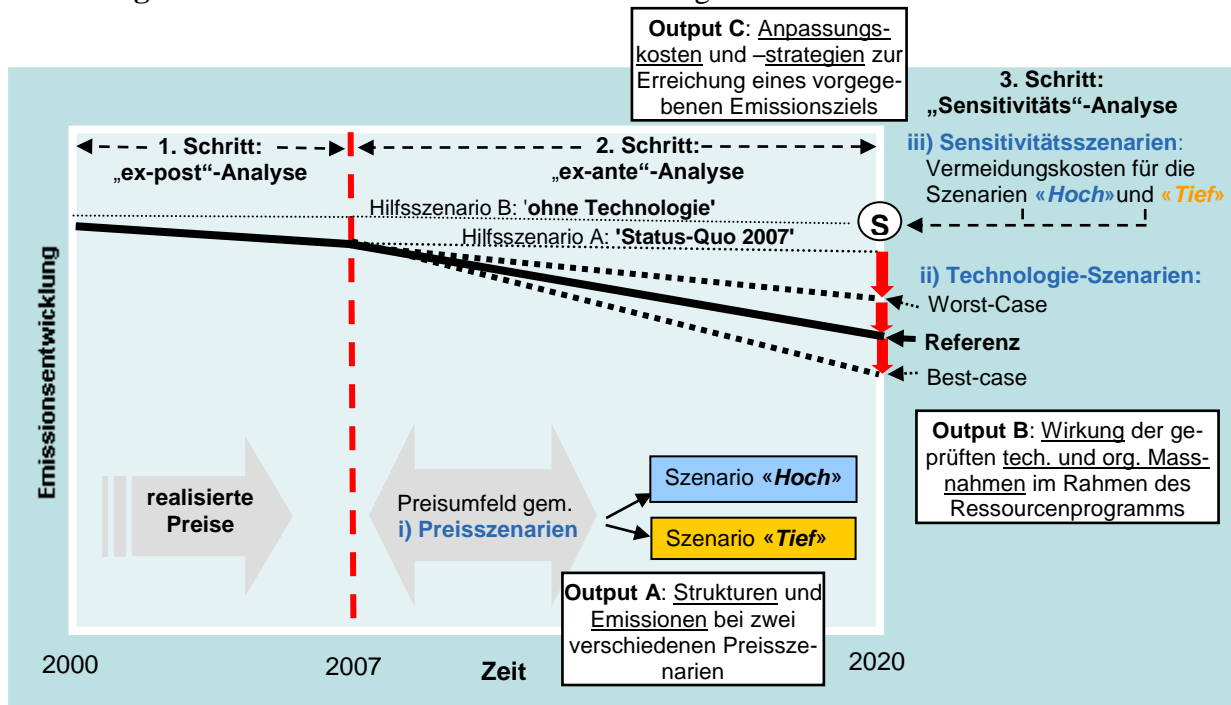 Output C: Anpassungs-
kosten und –strategien zur
Erreichung eines vorgege-
benen Emissionsziels
3. Schritt:
„Sensitivitäts“-Analyse
1. Schritt:
„ex-post“-Analyse
2. Schritt:
„ex-ante“-Analyse
iii) Sensitivitätsszenarien:
Vermeidungskosten für die
Szenarien «Hoch»und «Tief»
Hilfsszenario B: 'ohne Technologie'
S
Hilfsszenario A: 'Status-Quo 2007'
ii) Technologie-Szenarien:
Worst-Case
Referenz
Best-case
Emissionsentwicklung
realisierte
Preise
Preisumfeld gem.
i) Preisszenarien
Szenario «Hoch»
Szenario «Tief»
Output B: Wirkung der ge-
prüften tech. und org. Mass-
nahmen im Rahmen des
Ressourcenprogramms
Output A: Strukturen und
Emissionen bei zwei
verschiedenen Preissze-
narien
2000
2007
Zeit
2020